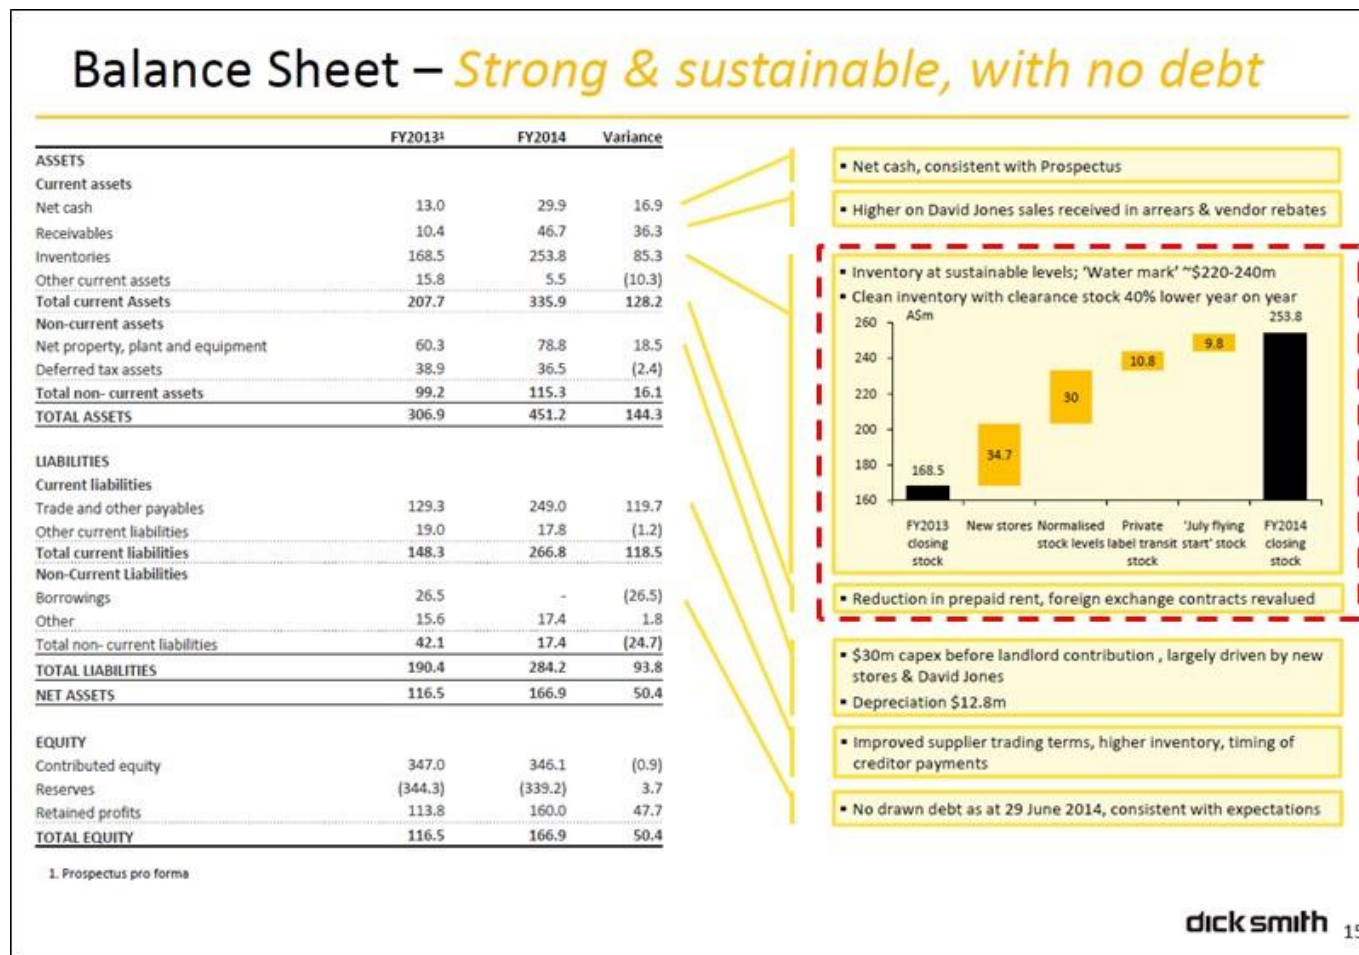 Balance Sheet – Strong & sustainable, with no debt
FY2013¹ FY2014 Variance
ASSETS
Current assets
Net cash 13.0 29.9 16.9
Receivables 10.4 46.7 36.3
Inventories 168.5 253.8 85.3
Other current assets 15.8 5.5 (10.3)
Total current Assets 207.7 335.9 128.2
Non-current assets
Net property, plant and equipment 60.3 78.8 18.5
Deferred tax assets 38.9 36.5 (2.4)
Total non- current assets 99.2 115.3 16.1
TOTAL ASSETS 306.9 451.2 144.3
LIABILITIES
Current liabilities
Trade and other payables 129.3 249.0 119.7
Other current liabilities 19.0 17.8 (1.2)
Total current liabilities 148.3 266.8 118.5
Non-Current Liabilities
Borrowings 26.5 - (26.5)
Other 15.6 17.4 1.8
Total non- current liabilities 42.1 17.4 (24.7)
TOTAL LIABILITIES 190.4 284.2 93.8
NET ASSETS 116.5 166.9 50.4
EQUITY
Contributed equity 347.0 346.1 (0.9)
Reserves (344.3) (339.2) 3.7
Retained profits 113.8 160.0 47.7
TOTAL EQUITY 116.5 166.9 50.4
1. Prospectus pro forma
▪ Net cash, consistent with Prospectus
▪ Higher on David Jones sales received in arrears & vendor rebates
▪ Inventory at sustainable levels; 'Water mark' ~$220-240m
▪ Clean inventory with clearance stock 40% lower year on year
A$m
260
240
220
200
180
160
168.5
34.7
30
10.8
9.8
253.8
FY2013 closing stock
New stores
Normalised stock levels
Private label transit stock
'July flying start' stock
FY2014 closing stock
▪ Reduction in prepaid rent, foreign exchange contracts revalued
▪ $30m capex before landlord contribution , largely driven by new
stores & David Jones
▪ Depreciation $12.8m
▪ Improved supplier trading terms, higher inventory, timing of
creditor payments
▪ No drawn debt as at 29 June 2014, consistent with expectations
dick smith
15